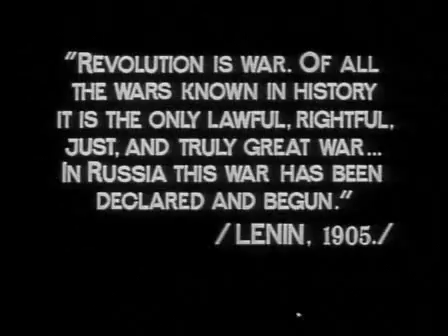 "Revolution is war. Of all
the wars known in history
it is the only lawful, rightful,
just, and truly great war...
In Russia this war has been
declared and begun."
/Lenin, 1905./